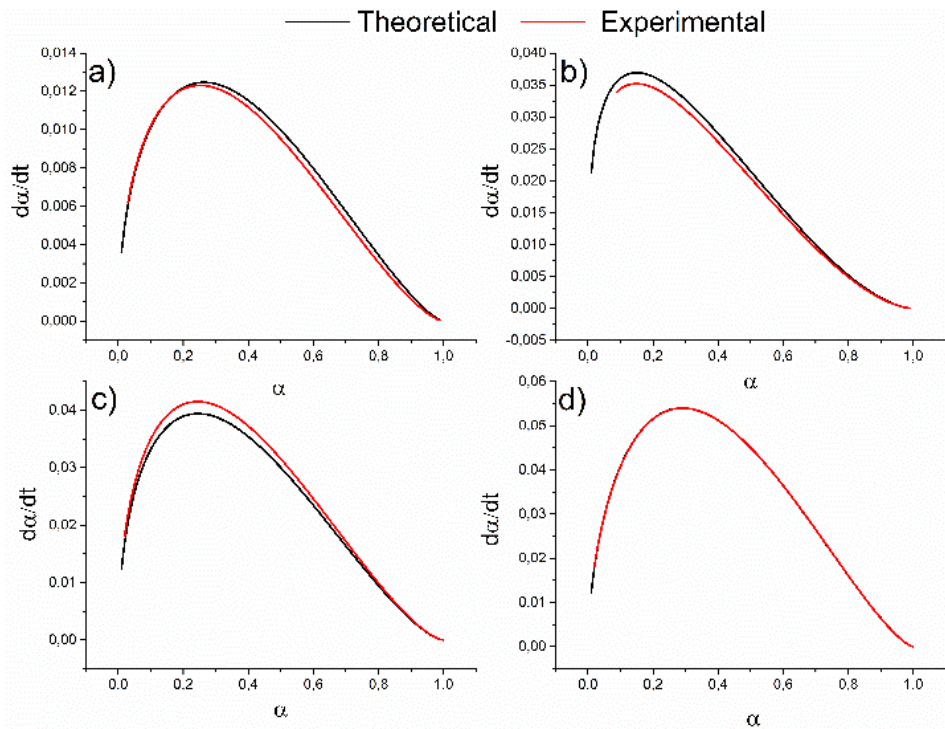 Theoretical Experimental
a)
0,014
0,012
0,010
0,008
0,006
0,004
0,002
0,000
dα/dt
0,0 0,2 0,4 0,6 0,8 1,0
α
b)
0,040
0,035
0,030
0,025
0,020
0,015
0,010
0,005
0,000
-0,005
dα/dt
0,0 0,2 0,4 0,6 0,8 1,0
α
c)
0,04
0,03
0,02
0,01
0,00
dα/dt
0,0 0,2 0,4 0,6 0,8 1,0
α
d)
0,06
0,05
0,04
0,03
0,02
0,01
0,00
dα/dt
0,0 0,2 0,4 0,6 0,8 1,0
α